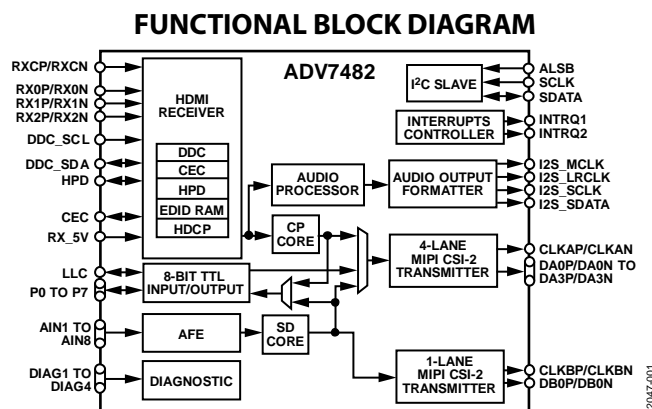 FUNCTIONAL BLOCK DIAGRAM
ADV7482
RXCP/RXCN
RX0P/RX0N
RX1P/RX1N
RX2P/RX2N
DDC_SCL
DDC_SDA
HPD
CEC
RX_5V
LLC
P0 TO P7
AIN1 TO
AIN8
DIAG1 TO
DIAG4
HDMI
RECEIVER
DDC
CEC
HPD
EDID RAM
HDCP
8-BIT TTL
INPUT/OUTPUT
AFE
DIAGNOSTIC
AUDIO
PROCESSOR
CP
CORE
SD
CORE
I2C SLAVE
INTERRUPTS
CONTROLLER
AUDIO OUTPUT
FORMATTER
4-LANE
MIPI CSI-2
TRANSMITTER
1-LANE
MIPI CSI-2
TRANSMITTER
ALSB
SCLK
SDATA
INTRQ1
INTRQ2
I2S_MCLK
I2S_LRCLK
I2S_SCLK
I2S_SDATA
CLKAP/CLKAN
DA0P/DA0N TO
DA3P/DA3N
CLKBP/CLKBN
DB0P/DB0N